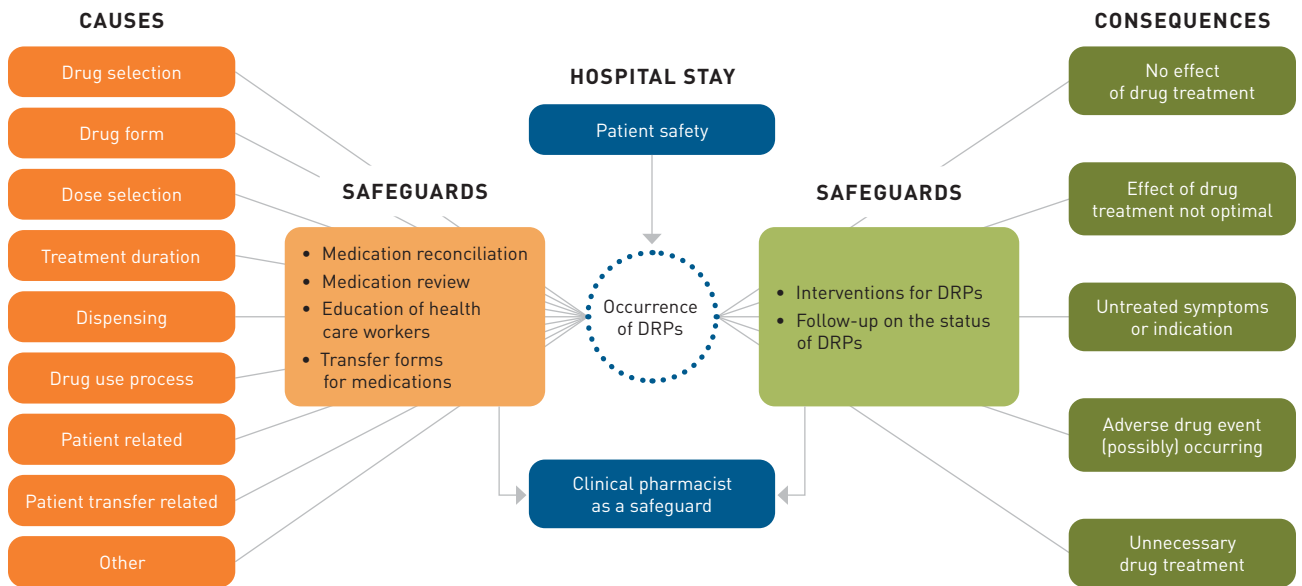 CAUSES
Drug selection
Drug form
Dose selection
Treatment duration
Dispensing
Drug use process
Patient related
Patient transfer related
Other
SAFEGUARDS
• Medication reconciliation
• Medication review
• Education of health
care workers
• Transfer forms
for medications
HOSPITAL STAY
Patient safety
Occurrence
of DRPs
Clinical pharmacist
as a safeguard
SAFEGUARDS
• Interventions for DRPs
• Follow-up on the status
of DRPs
CONSEQUENCES
No effect
of drug treatment
Effect of drug
treatment not optimal
Untreated symptoms
or indication
Adverse drug event
(possibly) occurring
Unnecessary
drug treatment